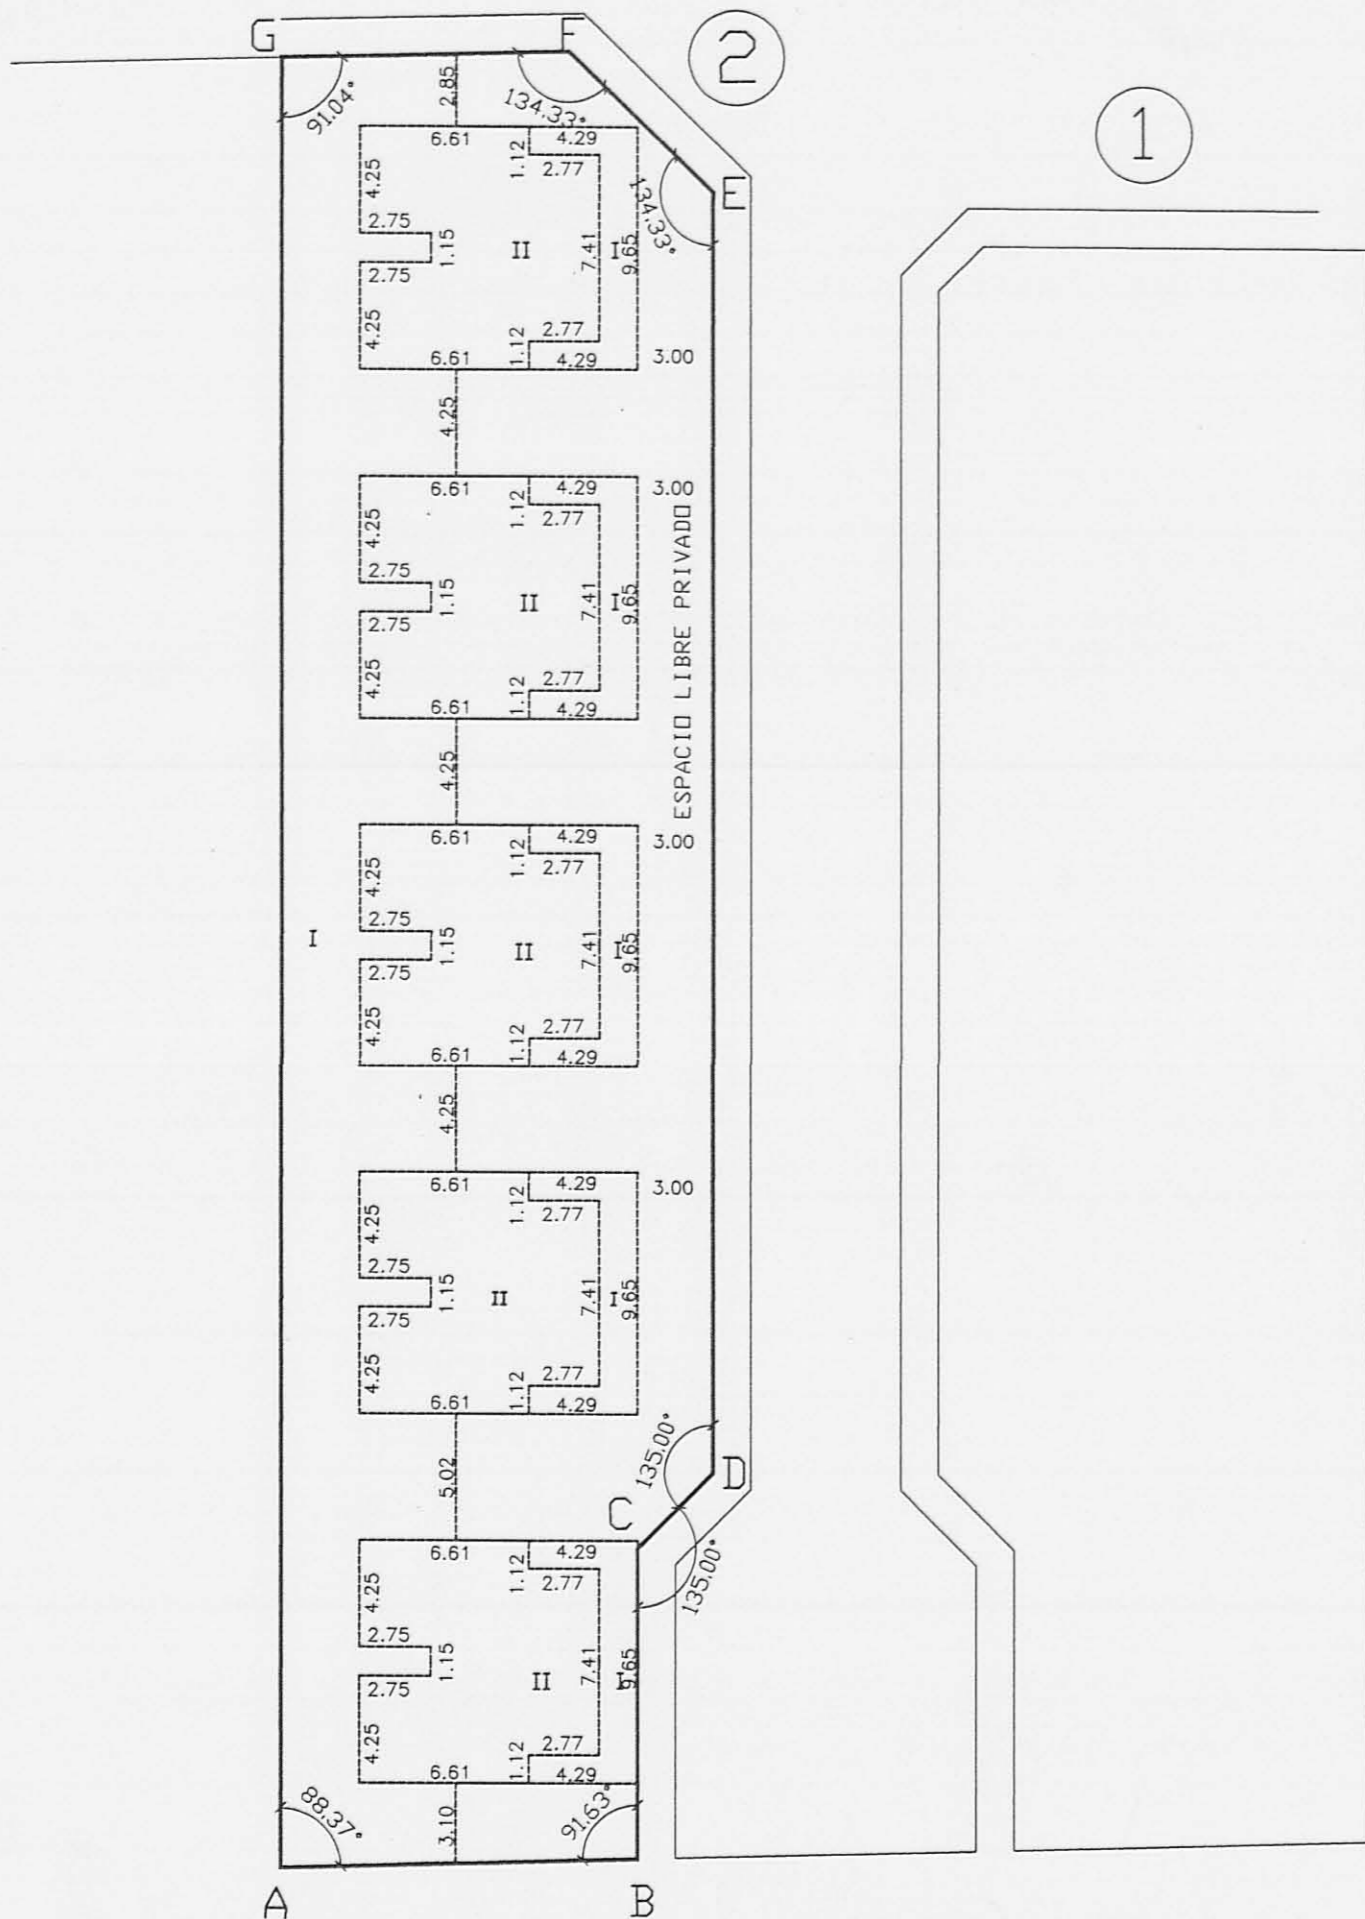 G F
2
1
91.04°
2.85
134.33°
E
134.33°
6.61 1.12 4.29
2.77
4.25
2.75
1.15 II 7.41 I 9.65
2.75
4.25
2.77
6.61 1.12 4.29 3.00
4.25
6.61 1.12 4.29 3.00
2.77
4.25
2.75
1.15 II 7.41 I 9.65
2.75
4.25
2.77
6.61 1.12 4.29
ESPACIO LIBRE PRIVADO
4.25
6.61 1.12 4.29 3.00
2.77
4.25
2.75
I 1.15 II 7.41 I 9.65
2.75
4.25
2.77
6.61 1.12 4.29
4.25
6.61 1.12 4.29 3.00
2.77
4.25
2.75
1.15 II 7.41 I 9.65
2.75
4.25
2.77
6.61 1.12 4.29
135.00°
5.02
D
C
135.00°
6.61 1.12 4.29
2.77
4.25
2.75
1.15 II 7.41 I 9.65
2.75
4.25
2.77
6.61 1.12 4.29
88.37° 3.10 91.63°
A B